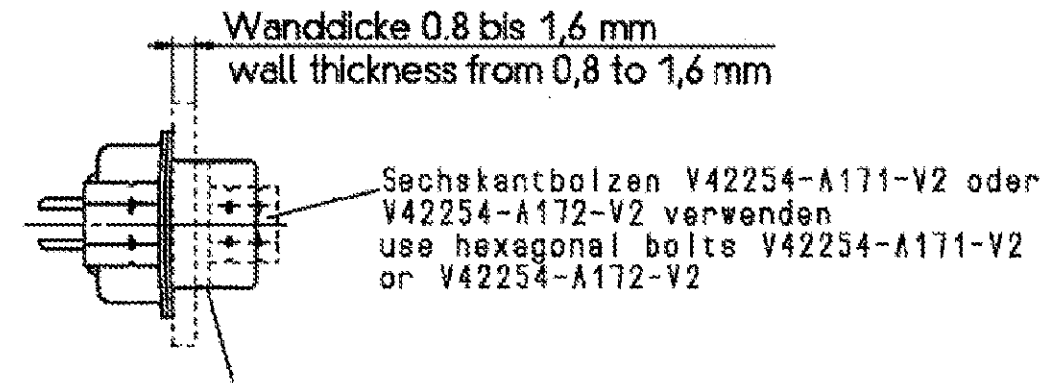 Wanddicke 0.8 bis 1,6 mm
wall thickness from 0,8 to 1,6 mm
Sechskantbolzen V42254-A171-V2 oder
V42254-A172-V2 verwenden
use hexagonal bolts V42254-A171-V2
or V42254-A172-V2